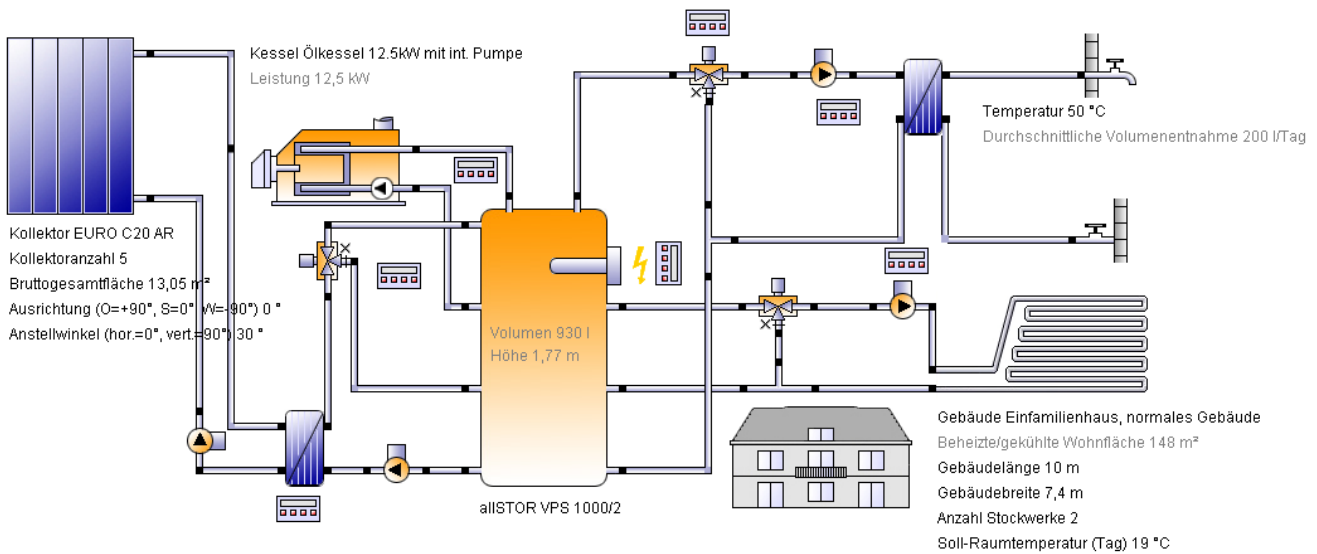 Kessel Ölkessel 12.5kW mit int. Pumpe
Leistung 12,5 kW
Temperatur 50 °C
Durchschnittliche Volumenentnahme 200 l/Tag
Kollektor EURO C20 AR
Kollektoranzahl 5
Bruttogesamtfläche 13,05 m²
Ausrichtung (O=+90°, S=0°, W=-90°) 0 °
Anstellwinkel (hor.=0°, vert.=90°) 30 °
Volumen 930 l
Höhe 1,77 m
allSTOR VPS 1000/2
Gebäude Einfamilienhaus, normales Gebäude
Beheizte/gekühlte Wohnfläche 148 m²
Gebäudelänge 10 m
Gebäudebreite 7,4 m
Anzahl Stockwerke 2
Soll-Raumtemperatur (Tag) 19 °C